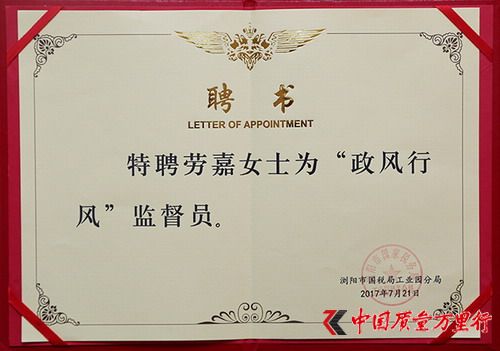 聘书
LETTER OF APPOINTMENT
特聘劳嘉女士为“政风行
风”监督员。
浏阳市国税局工业园分局
2017年7月21日
中国质量万里行